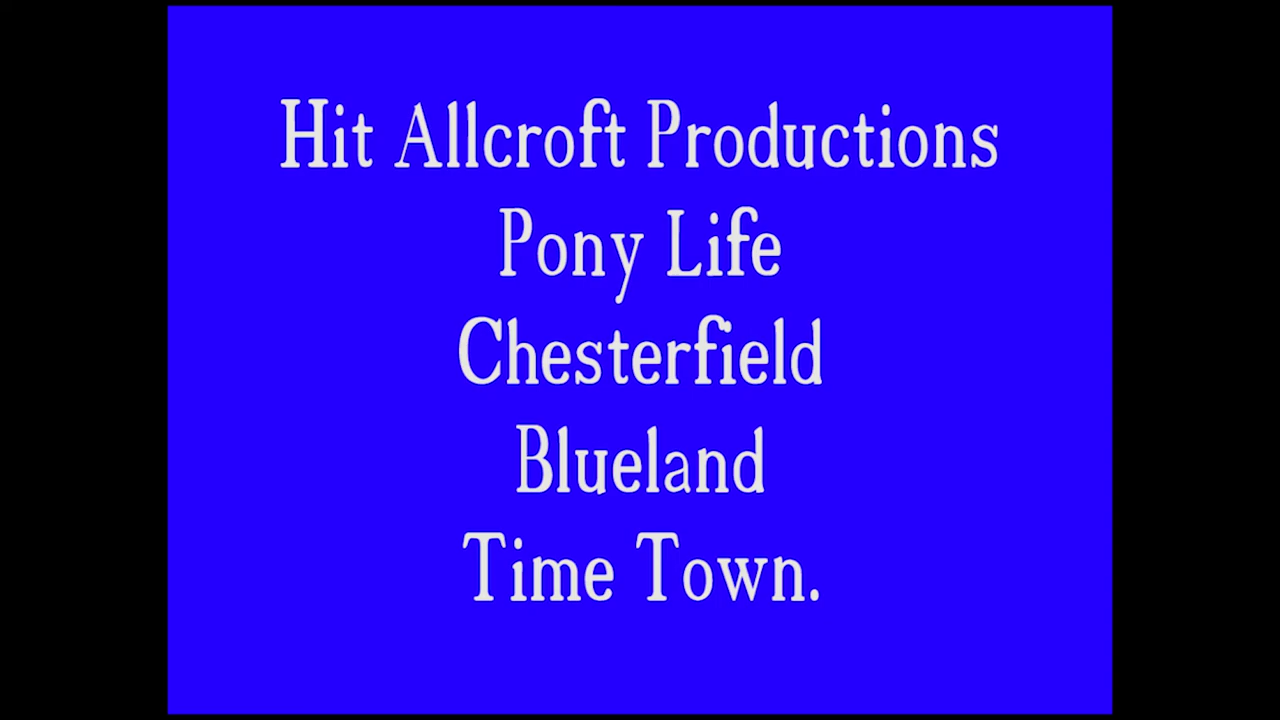 Hit Allcroft Productions
Pony Life
Chesterfield
Blueland
Time Town.